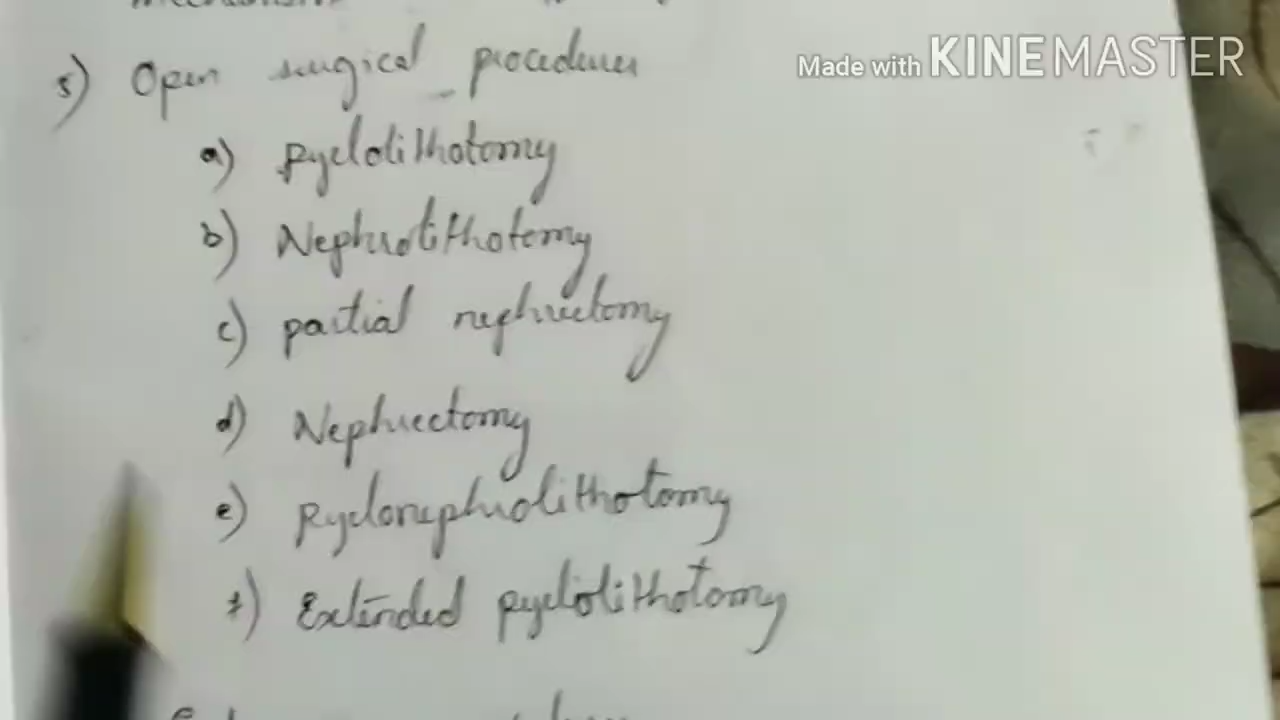 Made with KINEMASTER
5) Open surgical procedures
a) Pyelolithotomy
b) Nephrolithotomy
c) partial nephrectomy
d) Nephrectomy
e) Pyelonephrolithotomy
f) Extended pyelolithotomy